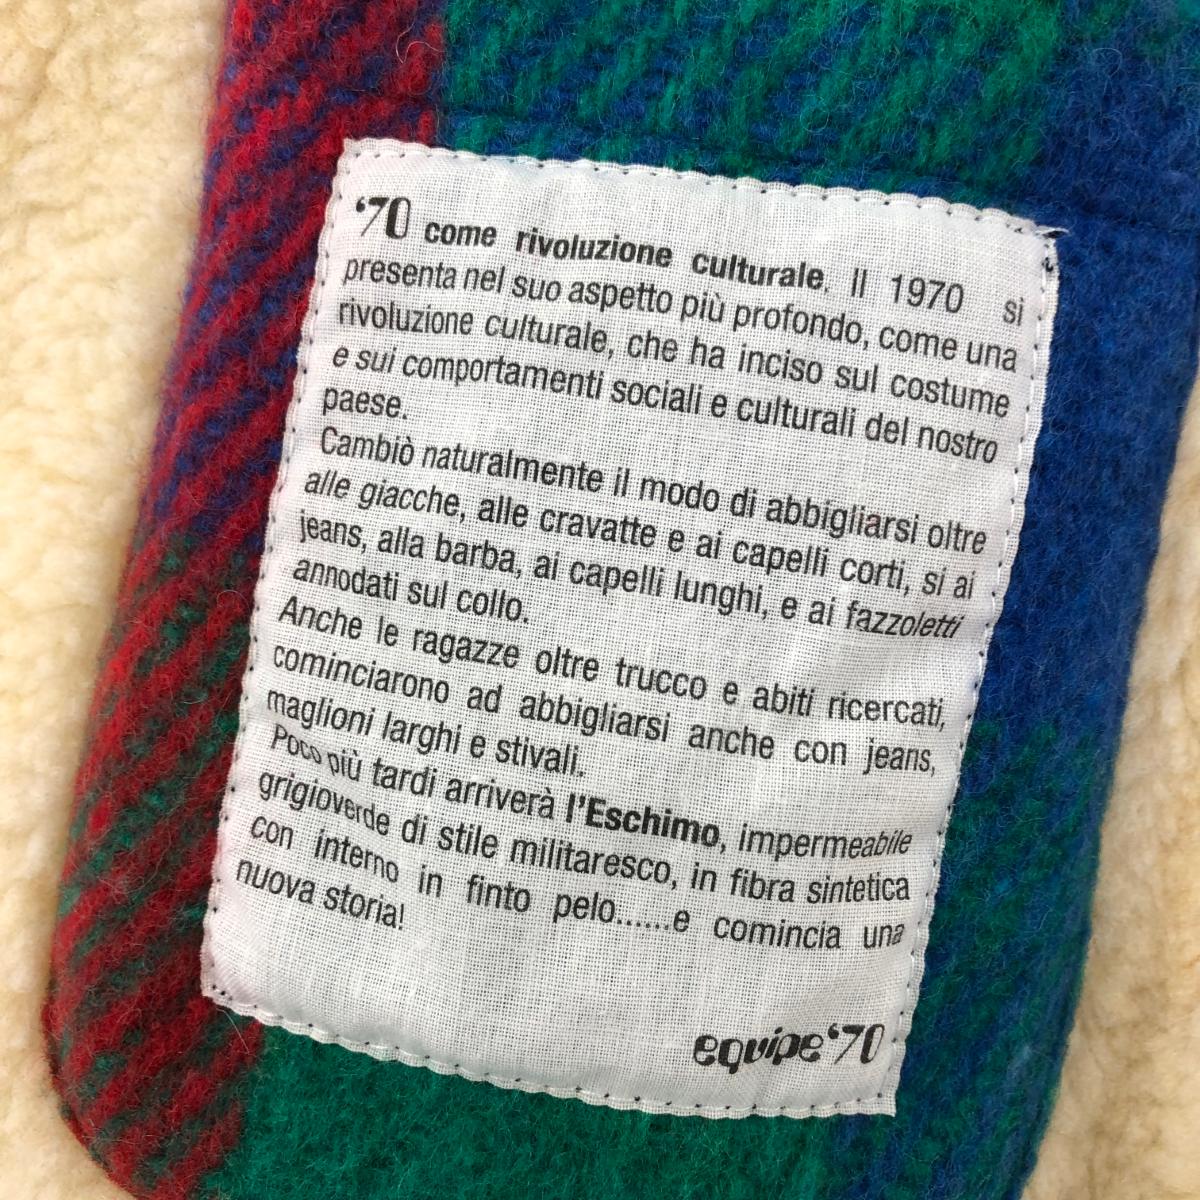 ‘70 come rivoluzione culturale. Il 1970 si
presenta nel suo aspetto più profondo, come una
rivoluzione culturale, che ha inciso sul costume
e sui comportamenti sociali e culturali del nostro
paese.
Cambiò naturalmente il modo di abbigliarsi oltre
alle giacche, alle cravatte e ai capelli corti, si ai
jeans, alla barba, ai capelli lunghi, e ai fazzoletti
annodati sul collo.
Anche le ragazze oltre trucco e abiti ricercati,
cominciarono ad abbigliarsi anche con jeans,
maglioni larghi e stivali.
Poco più tardi arriverà l’Eschimo, impermeabile
grigioverde di stile militaresco, in fibra sintetica
con interno in finto pelo......e comincia una
nuova storia!
equipe‘70